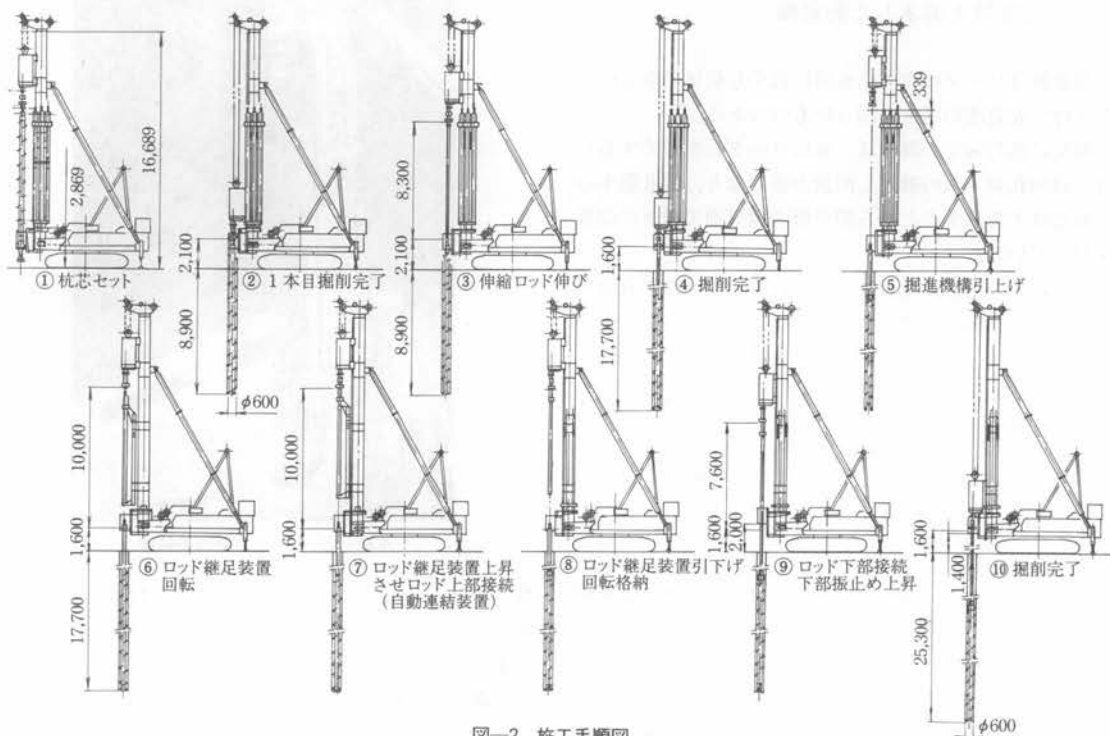 16,689
2,869
① 杭芯セット
2,100
8,900
② 1本目掘削完了
φ600
8,300
2,100
8,900
③ 伸縮ロッド伸び
1,600
17,700
④ 掘削完了
339
⑤ 掘進機構引上げ
10,000
1,600
17,700
⑥ ロッド継足装置
回転
10,000
1,600
⑦ ロッド継足装置上昇
させロッド上部接続
(自動連結装置)
⑧ ロッド継足装置引下げ
回転格納
7,600
1,600
2,000
⑨ ロッド下部接続
下部振止め上昇
1,600
1,400
25,300
⑩ 掘削完了
φ600
図―2 施工手順図